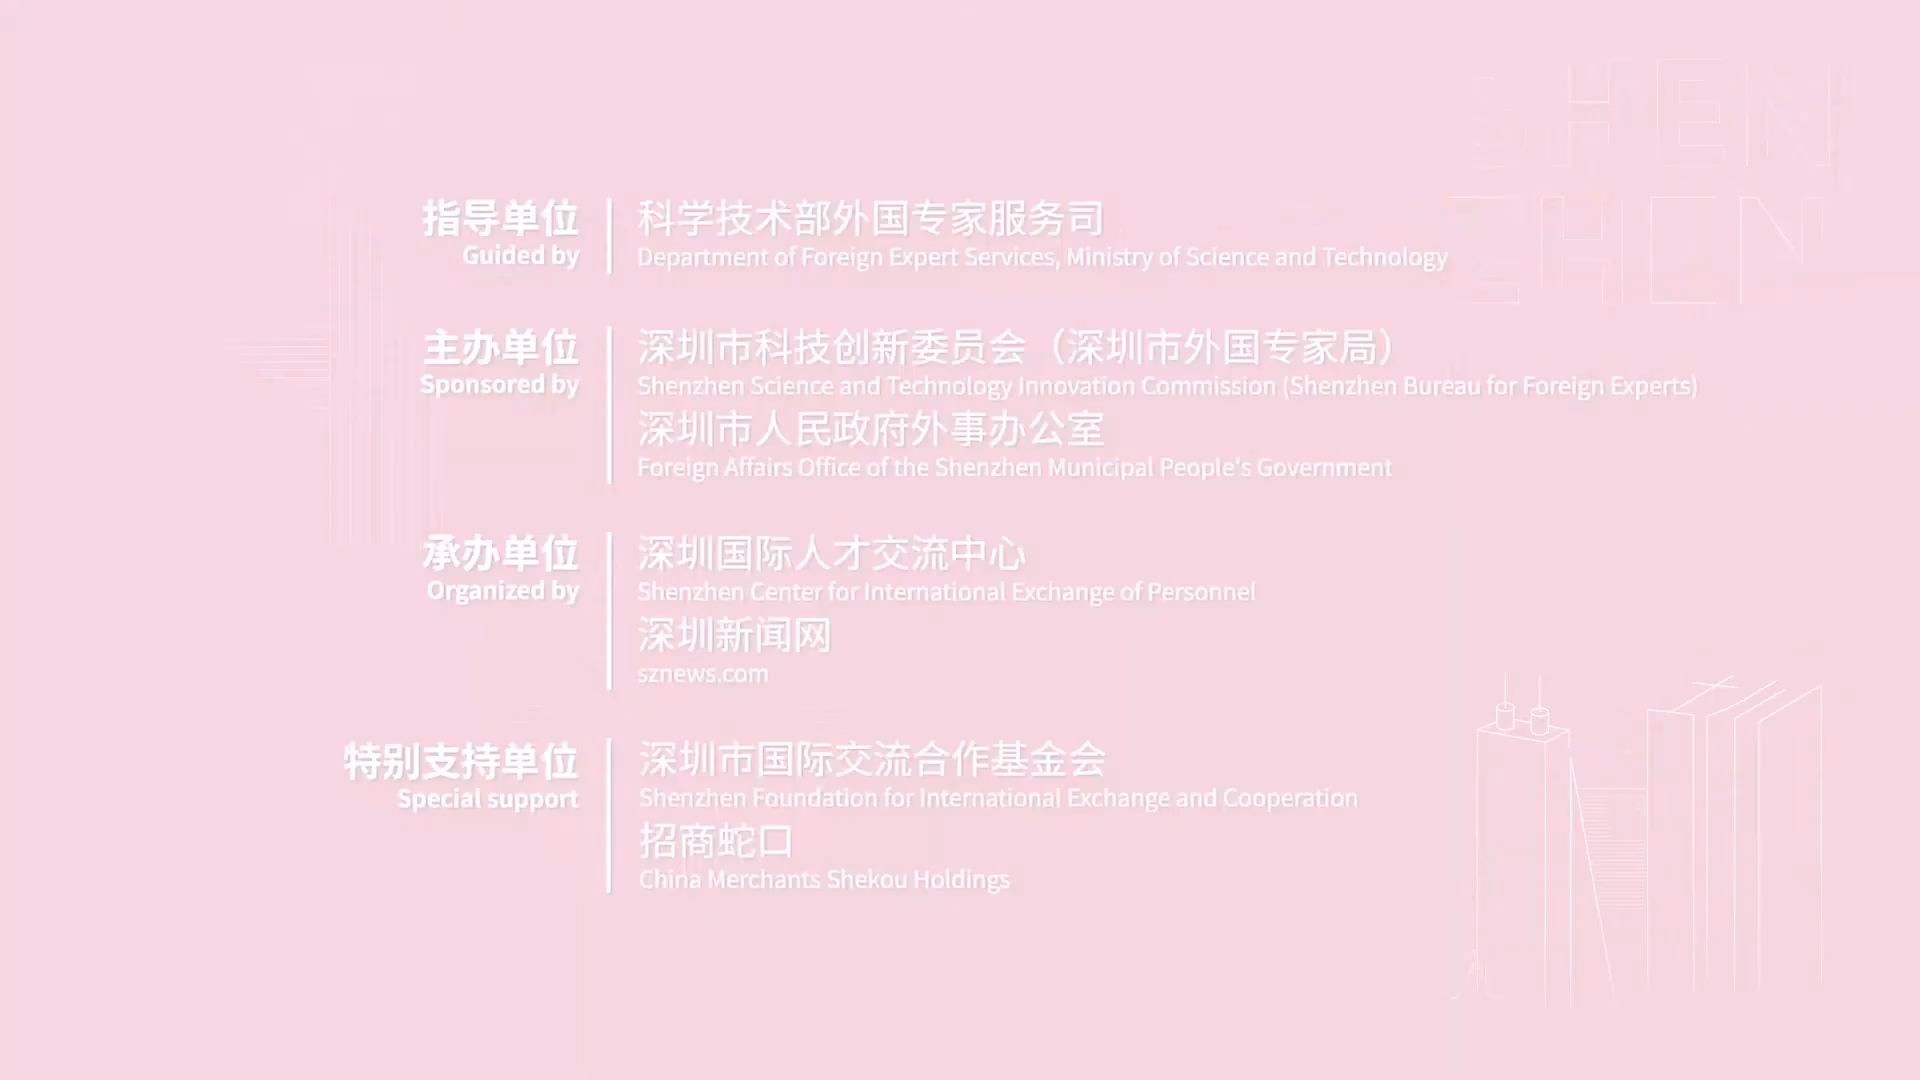 指导单位
Guided by
科学技术部外国专家服务司
Department of Foreign Expert Services, Ministry of Science and Technology
主办单位
Sponsored by
深圳市科技创新委员会（深圳市外国专家局）
Shenzhen Science and Technology Innovation Commission (Shenzhen Bureau for Foreign Experts)
深圳市人民政府外事办公室
Foreign Affairs Office of the Shenzhen Municipal People's Government
承办单位
Organized by
深圳国际人才交流中心
Shenzhen Center for International Exchange of Personnel
深圳新闻网
sznews.com
特别支持单位
Special support
深圳市国际交流合作基金会
Shenzhen Foundation for International Exchange and Cooperation
招商蛇口
China Merchants Shekou Holdings
SHEN
ZHEN